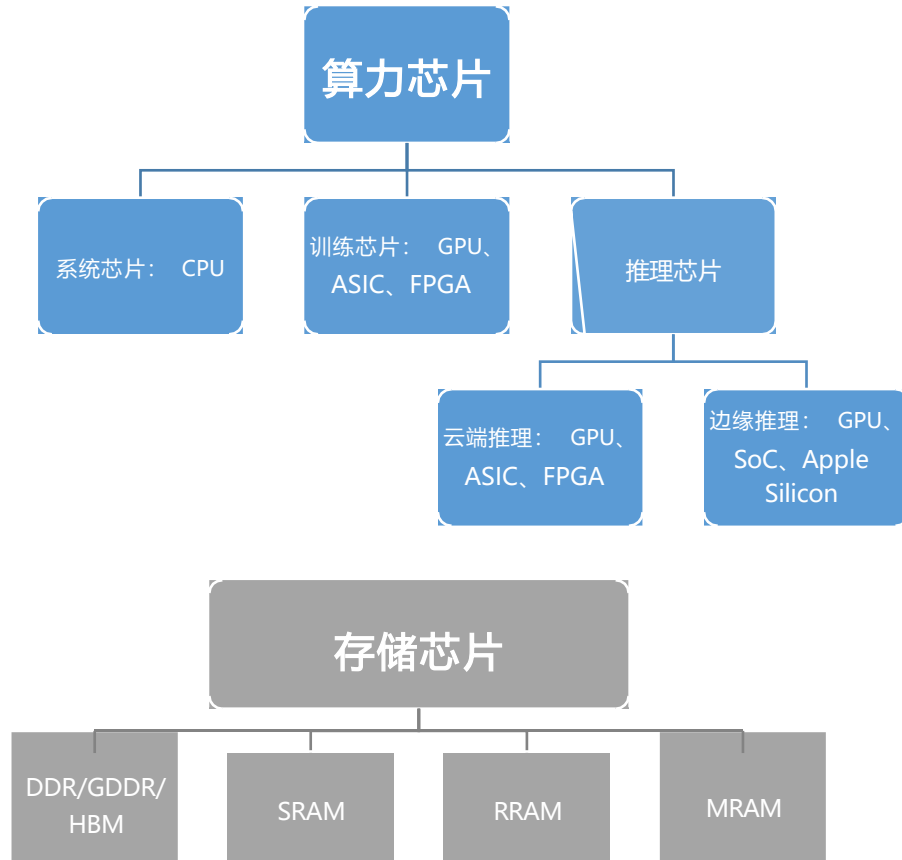 算力芯片
系统芯片： CPU
训练芯片： GPU、
ASIC、FPGA
推理芯片
云端推理： GPU、
ASIC、FPGA
边缘推理： GPU、
SoC、Apple
Silicon
存储芯片
DDR/GDDR/
HBM
SRAM
RRAM
MRAM